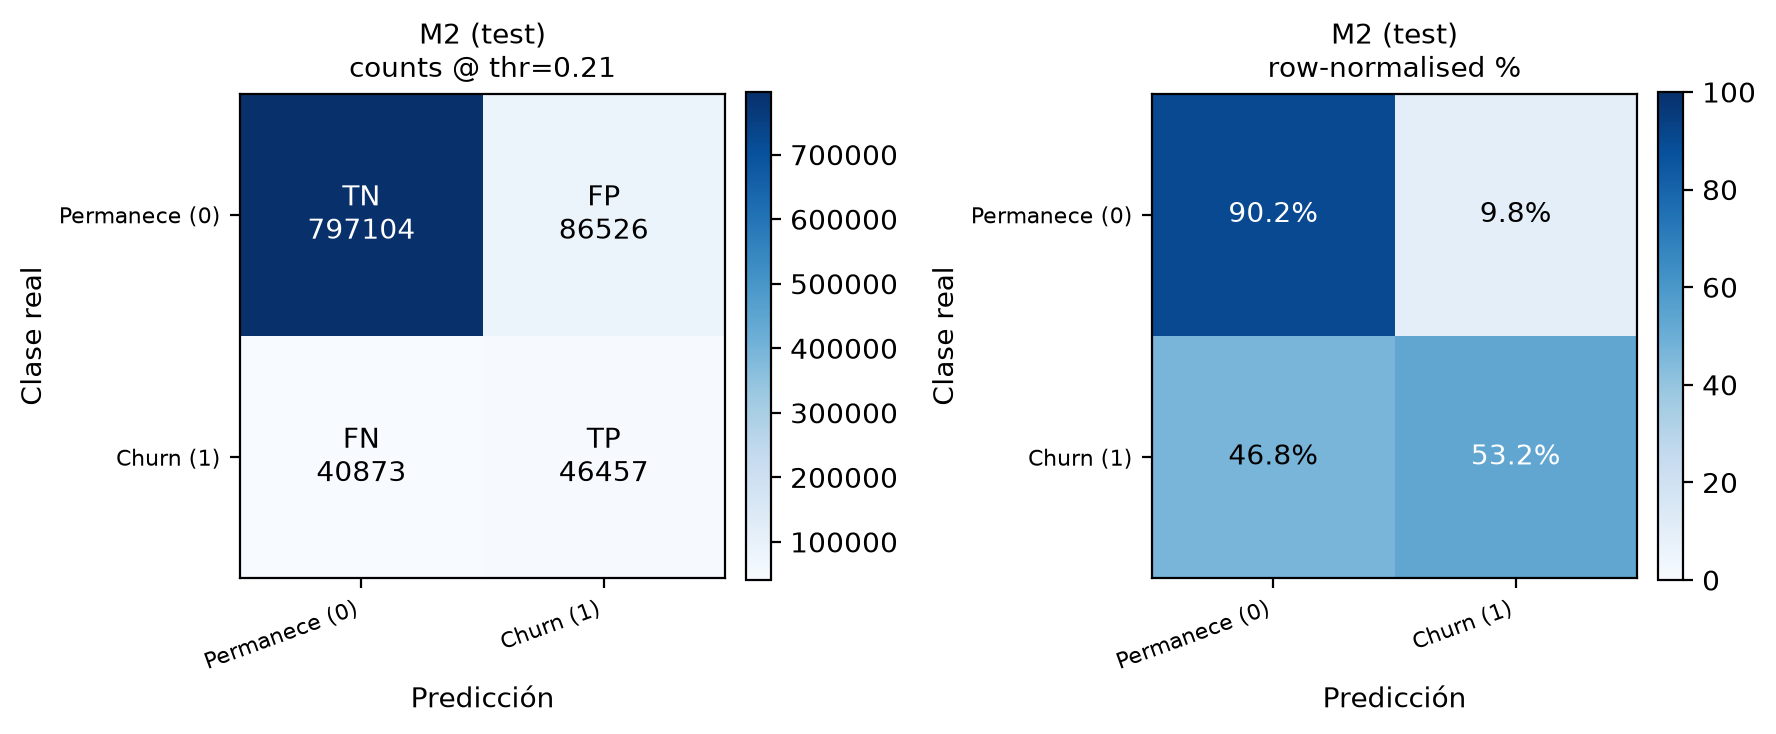 M2 (test)
counts @ thr=0.21
Clase real
Permanece (0)
Churn (1)
TN
797104
FP
86526
FN
40873
TP
46457
Permanece (0)
Churn (1)
Predicción
700000
600000
500000
400000
300000
200000
100000
M2 (test)
row-normalised %
Clase real
Permanece (0)
Churn (1)
90.2%
9.8%
46.8%
53.2%
Permanece (0)
Churn (1)
Predicción
100
80
60
40
20
0